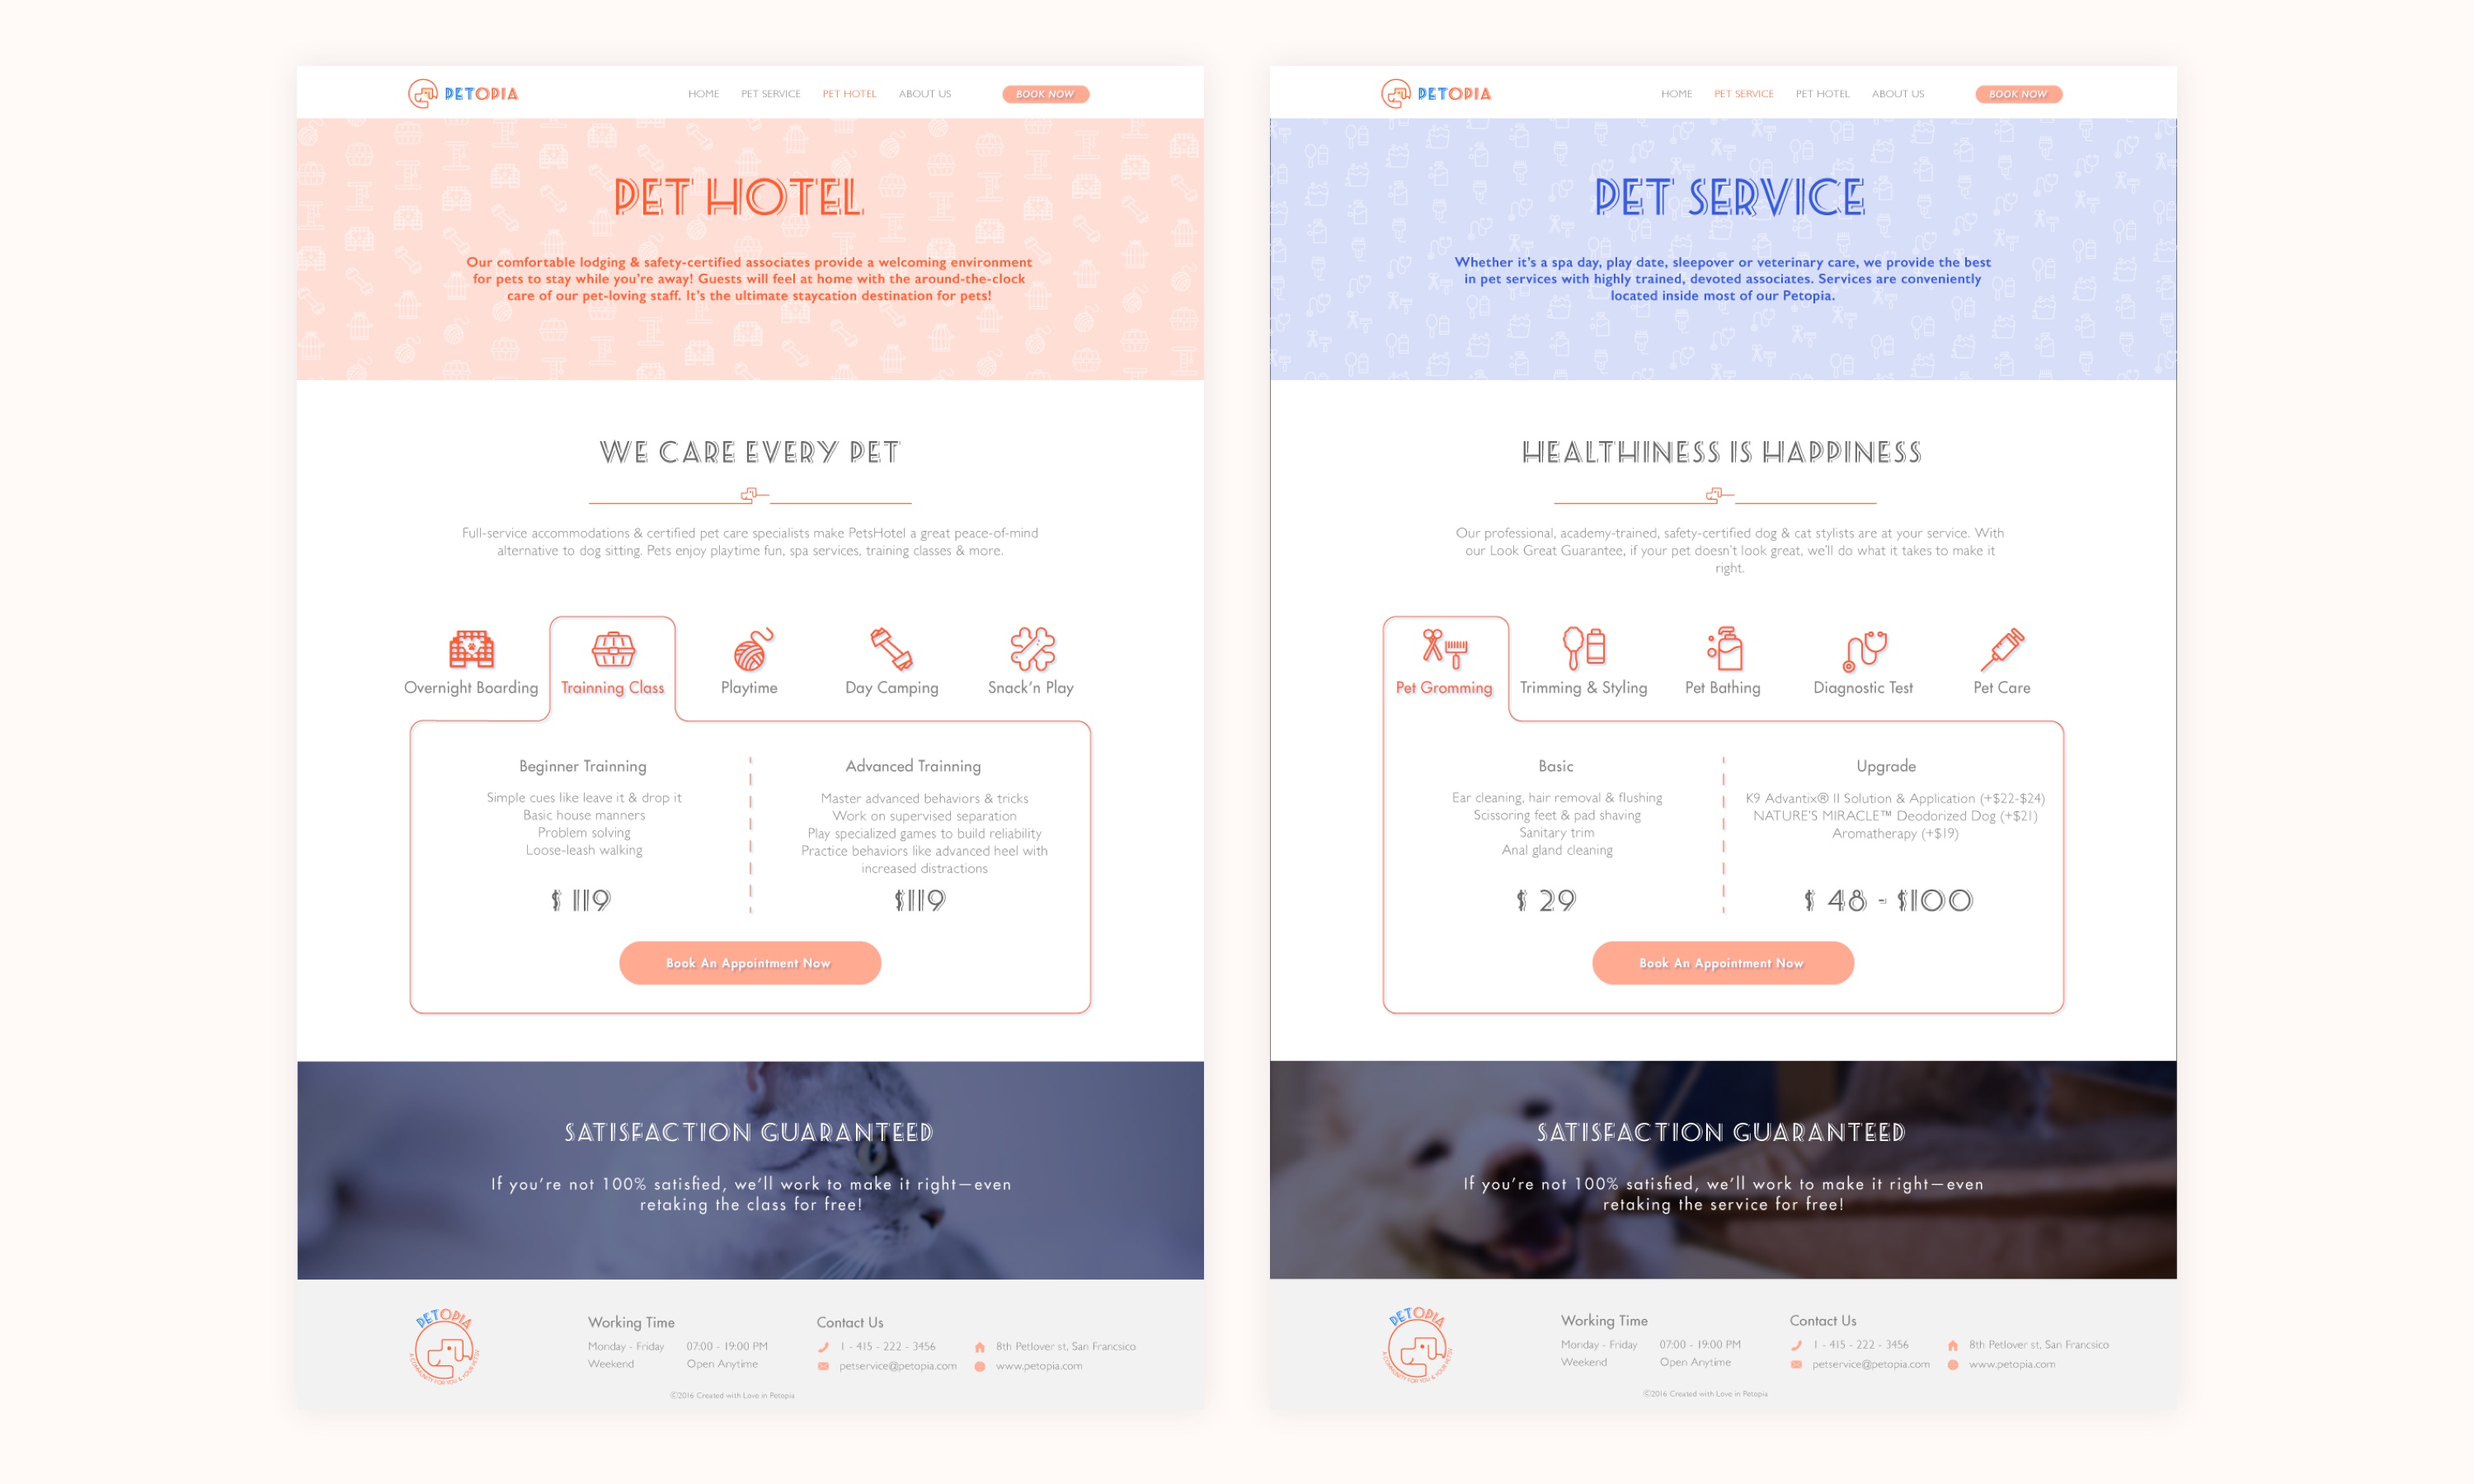 PETOPIA
HOME PET SERVICE PET HOTEL ABOUT US BOOK NOW
PET HOTEL
Our comfortable lodging & safety-certified associates provide a welcoming environment
for pets to stay while you're away! Guests will feel at home with the around-the-clock
care of our pet-loving staff. It's the ultimate staycation destination for pets!
WE CARE EVERY PET
Full-service accommodations & certified pet care specialists make PetsHotel a great peace-of-mind
alternative to dog sitting. Pets enjoy playtime fun, spa services, training classes & more.
Overnight Boarding Trainning Class Playtime Day Camping Snack'n Play
Beginner Trainning
Simple cues like leave it & drop it
Basic house manners
Problem solving
Loose-leash walking
$ 119
Advanced Trainning
Master advanced behaviors & tricks
Work on supervised separation
Play specialized games to build reliability
Practice behaviors like advanced heel with
increased distractions
$119
Book An Appointment Now
SATISFACTION GUARANTEED
If you're not 100% satisfied, we'll work to make it right—even
retaking the class for free!
PETOPIA
A COMMUNITY FOR YOU & YOUR PETS!
Working Time
Monday - Friday 07:00 - 19:00 PM
Weekend Open Anytime
Contact Us
1 - 415 - 222 - 3456 8th Petlover st, San Francsico
petservice@petopia.com www.petopia.com
©2016 Created with Love in Petopia
PETOPIA
HOME PET SERVICE PET HOTEL ABOUT US BOOK NOW
PET SERVICE
Whether it's a spa day, play date, sleepover or veterinary care, we provide the best
in pet services with highly trained, devoted associates. Services are conveniently
located inside most of our Petopia.
HEALTHINESS IS HAPPINESS
Our professional, academy-trained, safety-certified dog & cat stylists are at your service. With
our Look Great Guarantee, if your pet doesn't look great, we'll do what it takes to make it
right.
Pet Gromming Trimming & Styling Pet Bathing Diagnostic Test Pet Care
Basic
Ear cleaning, hair removal & flushing
Scissoring feet & pad shaving
Sanitary trim
Anal gland cleaning
$ 29
Upgrade
K9 Advantix® II Solution & Application (+$22-$24)
NATURE'S MIRACLE™ Deodorized Dog (+$21)
Aromatherapy (+$19)
$ 48 - $100
Book An Appointment Now
SATISFACTION GUARANTEED
If you're not 100% satisfied, we'll work to make it right—even
retaking the service for free!
PETOPIA
A COMMUNITY FOR YOU & YOUR PETS!
Working Time
Monday - Friday 07:00 - 19:00 PM
Weekend Open Anytime
Contact Us
1 - 415 - 222 - 3456 8th Petlover st, San Francsico
petservice@petopia.com www.petopia.com
©2016 Created with Love in Petopia